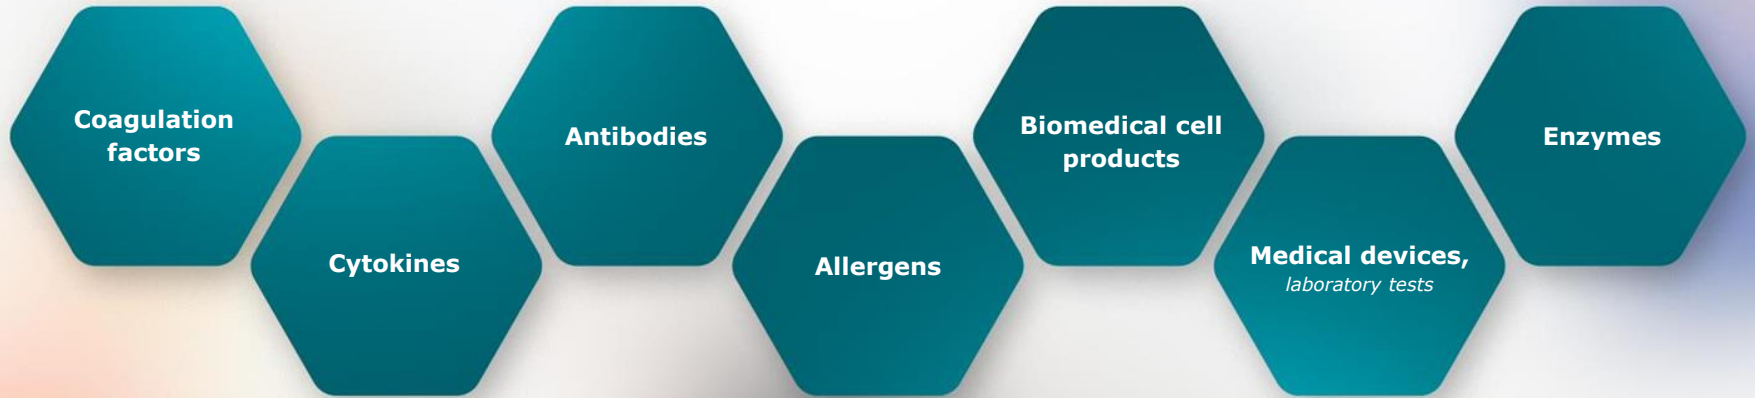 Coagulation
factors
Cytokines
Antibodies
Allergens
Biomedical cell
products
Medical devices,
laboratory tests
Enzymes